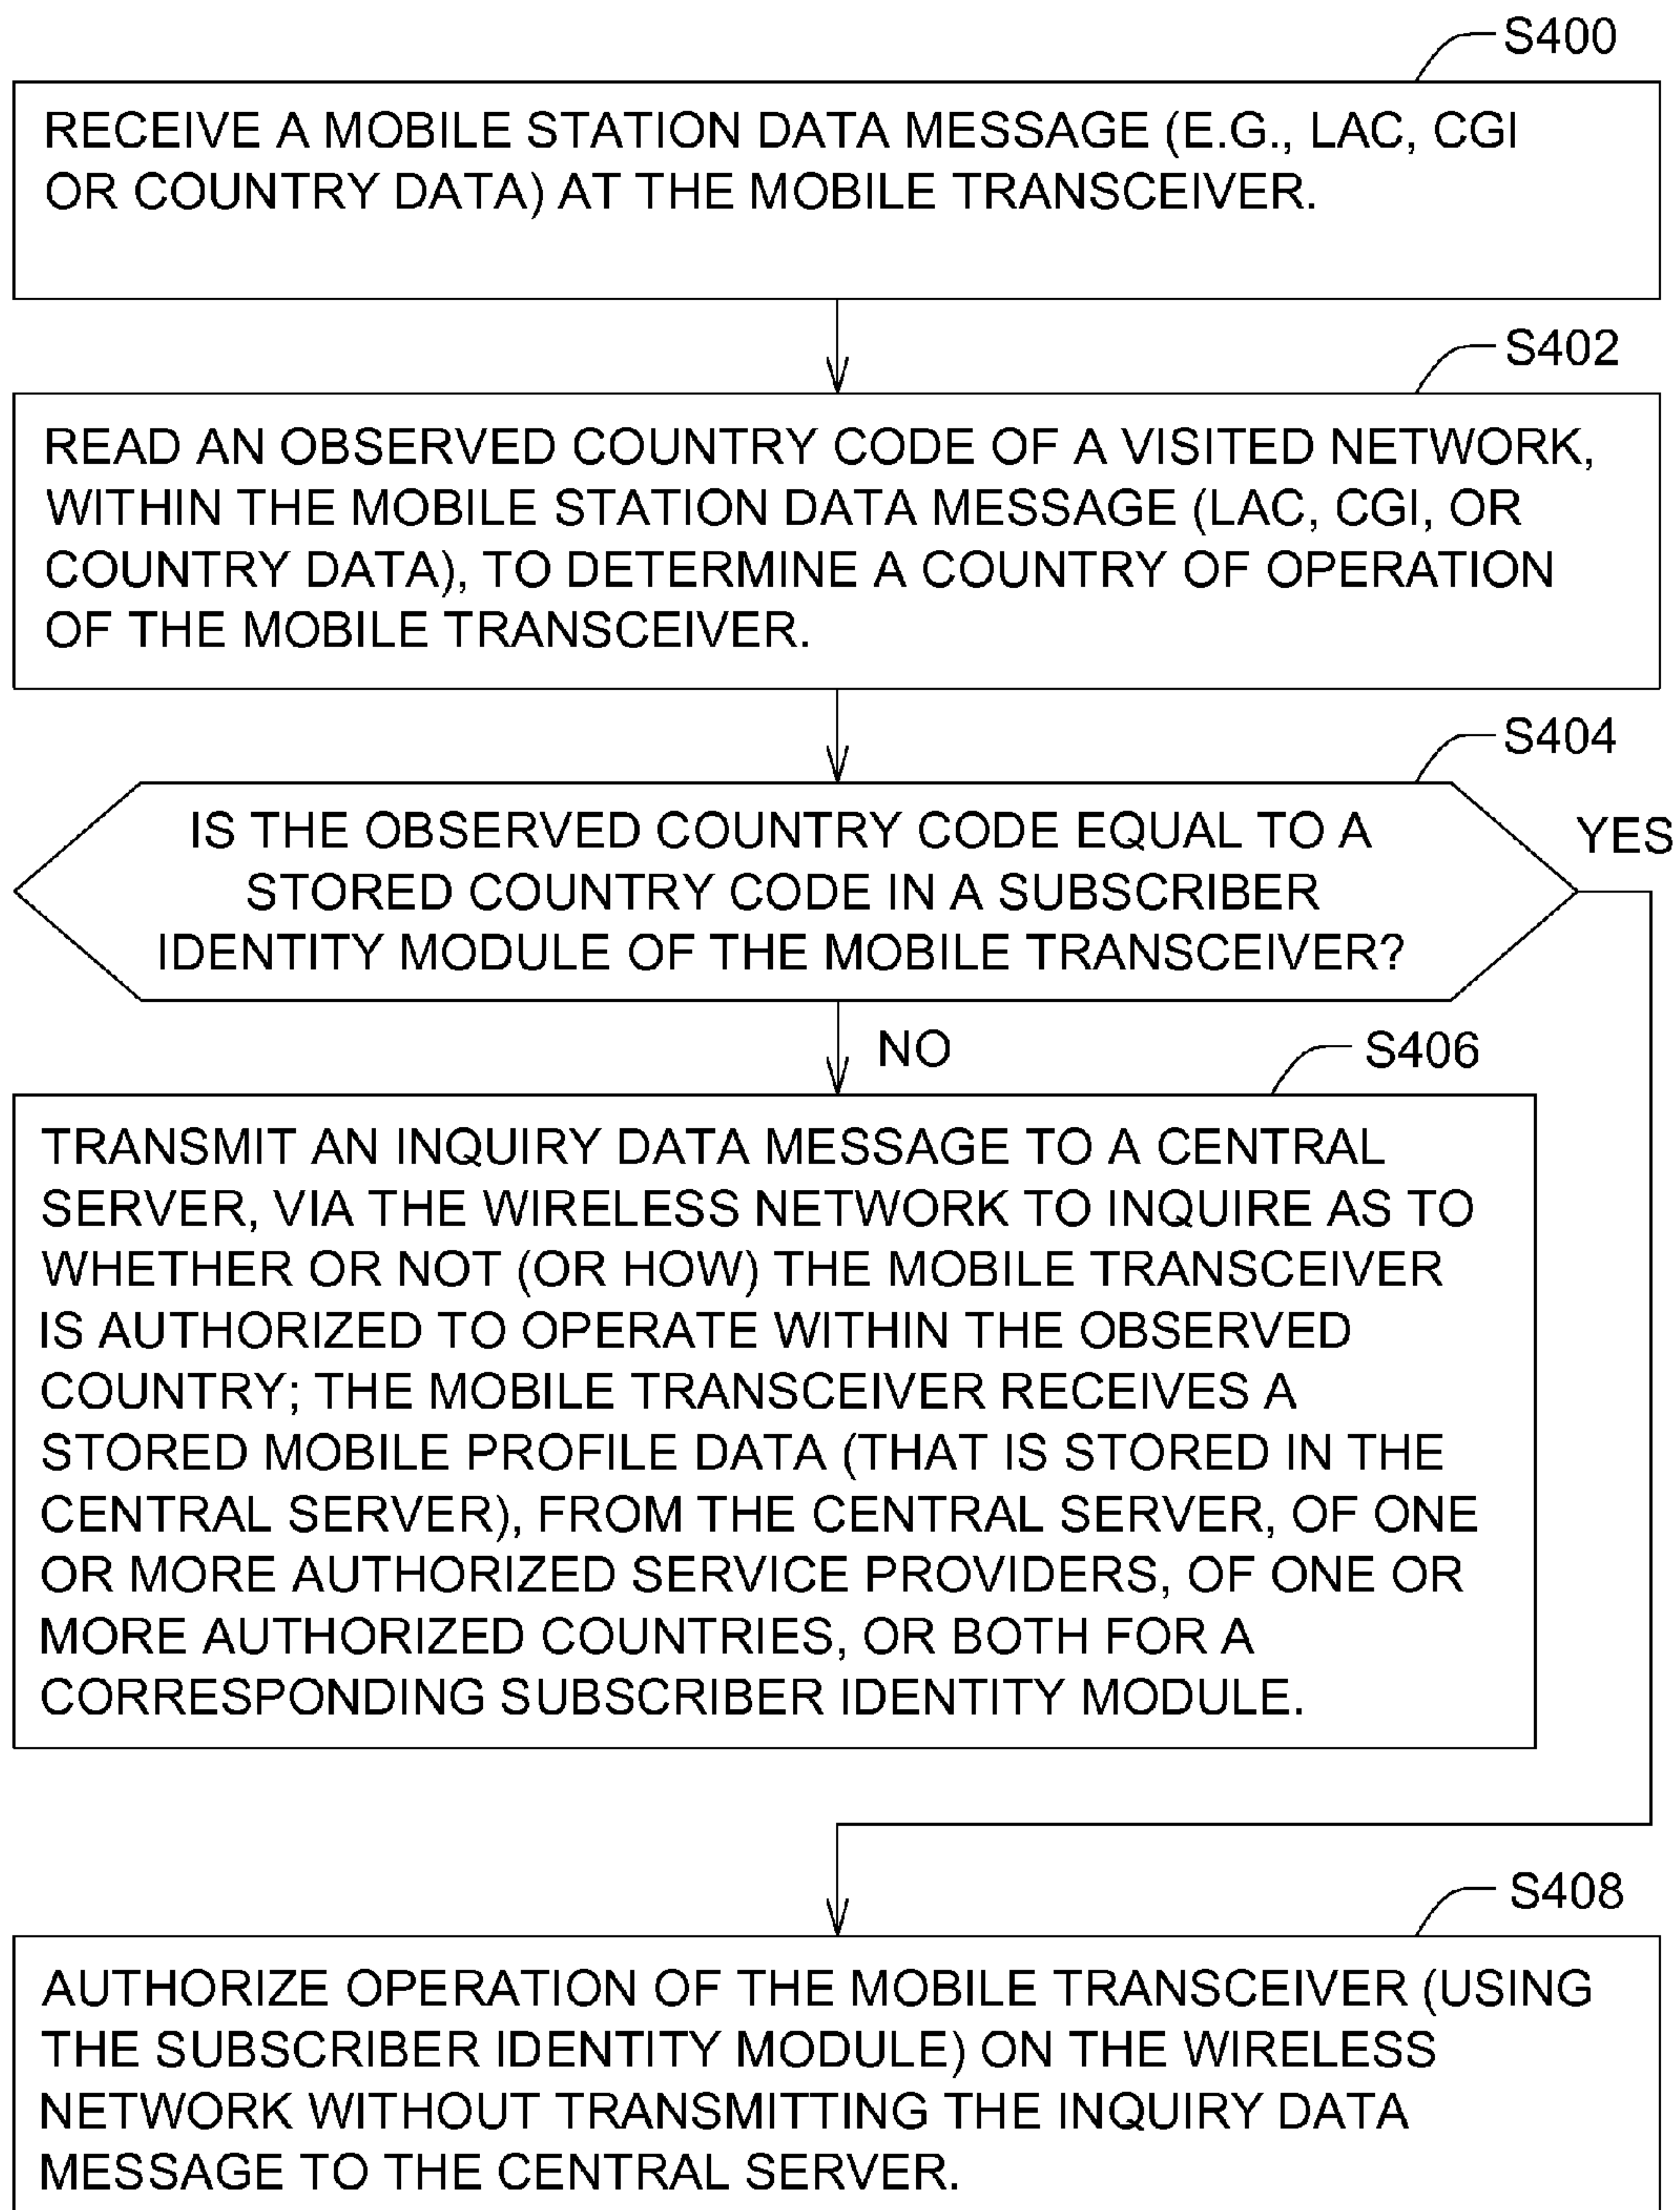 S400
RECEIVE A MOBILE STATION DATA MESSAGE (E.G., LAC, CGI
OR COUNTRY DATA) AT THE MOBILE TRANSCEIVER.
S402
READ AN OBSERVED COUNTRY CODE OF A VISITED NETWORK,
WITHIN THE MOBILE STATION DATA MESSAGE (LAC, CGI, OR
COUNTRY DATA), TO DETERMINE A COUNTRY OF OPERATION
OF THE MOBILE TRANSCEIVER.
S404
IS THE OBSERVED COUNTRY CODE EQUAL TO A
STORED COUNTRY CODE IN A SUBSCRIBER
IDENTITY MODULE OF THE MOBILE TRANSCEIVER?
YES
NO
S406
TRANSMIT AN INQUIRY DATA MESSAGE TO A CENTRAL
SERVER, VIA THE WIRELESS NETWORK TO INQUIRE AS TO
WHETHER OR NOT (OR HOW) THE MOBILE TRANSCEIVER
IS AUTHORIZED TO OPERATE WITHIN THE OBSERVED
COUNTRY; THE MOBILE TRANSCEIVER RECEIVES A
STORED MOBILE PROFILE DATA (THAT IS STORED IN THE
CENTRAL SERVER), FROM THE CENTRAL SERVER, OF ONE
OR MORE AUTHORIZED SERVICE PROVIDERS, OF ONE OR
MORE AUTHORIZED COUNTRIES, OR BOTH FOR A
CORRESPONDING SUBSCRIBER IDENTITY MODULE.
S408
AUTHORIZE OPERATION OF THE MOBILE TRANSCEIVER (USING
THE SUBSCRIBER IDENTITY MODULE) ON THE WIRELESS
NETWORK WITHOUT TRANSMITTING THE INQUIRY DATA
MESSAGE TO THE CENTRAL SERVER.